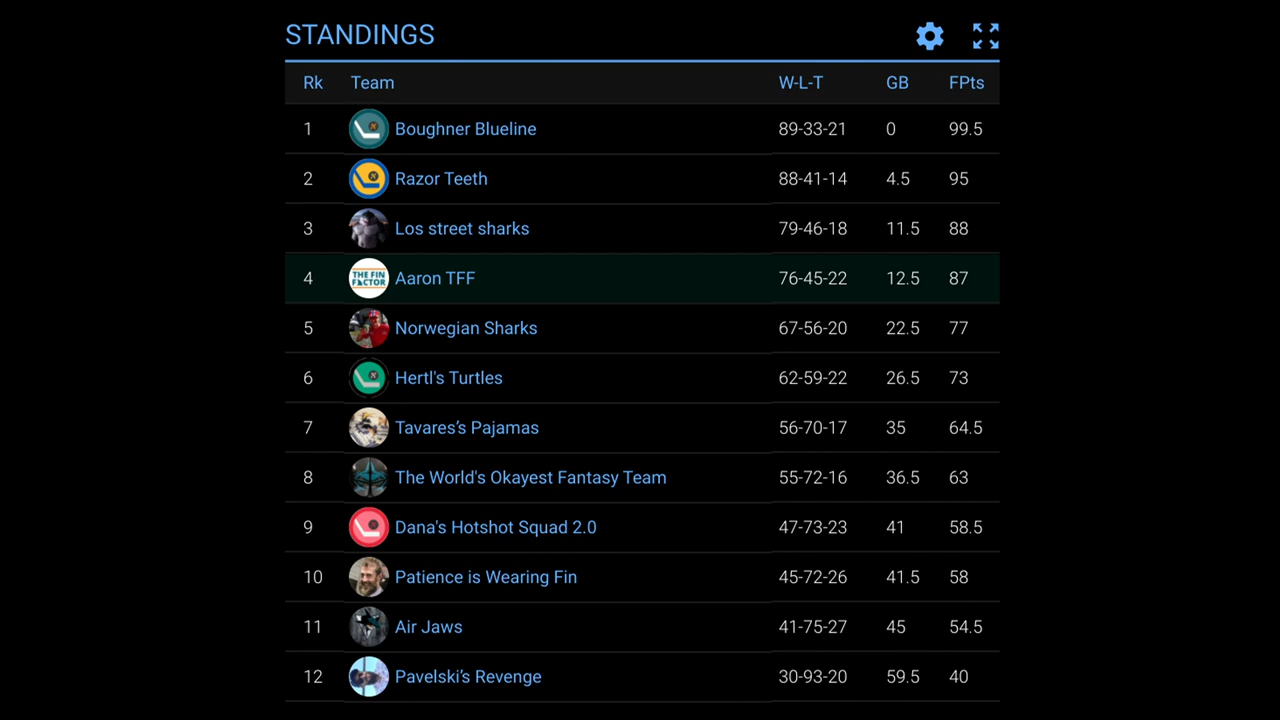 STANDINGS
Rk Team W-L-T GB FPts
1 Boughner Blueline 89-33-21 0 99.5
2 Razor Teeth 88-41-14 4.5 95
3 Los street sharks 79-46-18 11.5 88
4 THE FIN FACTOR Aaron TFF 76-45-22 12.5 87
5 Norwegian Sharks 67-56-20 22.5 77
6 Hertl's Turtles 62-59-22 26.5 73
7 Tavares’s Pajamas 56-70-17 35 64.5
8 The World's Okayest Fantasy Team 55-72-16 36.5 63
9 Dana's Hotshot Squad 2.0 47-73-23 41 58.5
10 Patience is Wearing Fin 45-72-26 41.5 58
11 Air Jaws 41-75-27 45 54.5
12 Pavelski’s Revenge 30-93-20 59.5 40